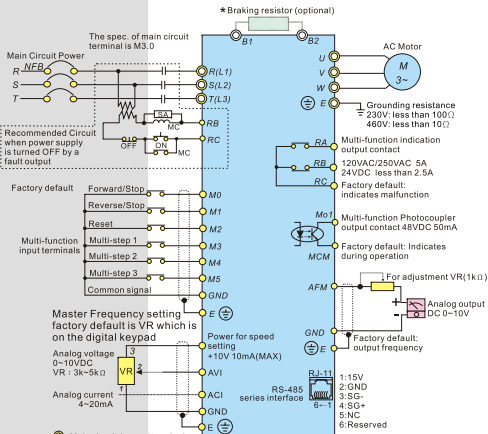 *Braking resistor (optional)
B1
B2
The spec. of main circuit
terminal is M3.0
Main Circuit Power
NFB
R
S
T
R(L1)
S(L2)
T(L3)
SA
MC
RB
RC
OFF
ON
MC
Recommended Circuit
when power supply
is turned OFF by a
fault output
U
V
W
E
AC Motor
M
3~
Grounding resistance
230V: less than 100Ω
460V: less than 10Ω
RA
Multi-function indication
output contact
RB
120VAC/250VAC 5A
24VDC less than 2.5A
RC
Factory default:
indicates malfunction
Factory default
Forward/Stop
M0
Reverse/Stop
M1
Reset
M2
Multi-function
input terminals
Multi-step 1
M3
Multi-step 2
M4
Multi-step 3
M5
Common signal
GND
E
Mo1
Multi-function Photocoupler
output contact 48VDC 50mA
MCM
Factory default: Indicates
during operation
AFM
For adjustment VR(1kΩ)
+
-
Analog output
DC 0~10V
GND
E
Factory default:
output frequency
Master Frequency setting
factory default is VR which is
on the digital keypad
Analog voltage
0~10VDC
VR : 3k~5kΩ
3
VR
2
1
Power for speed
setting
+10V 10mA(MAX)
AVI
Analog current
4~20mA
ACI
GND
E
RS-485
series interface
RJ-11
6←1
1:15V
2:GND
3:SG-
4:SG+
5:NC
6:Reserved